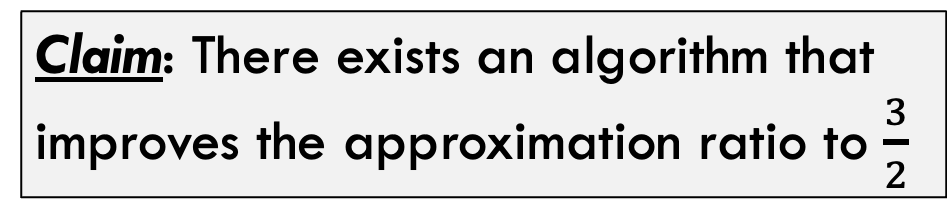 Claim: There exists an algorithm that
improves the approximation ratio to 3/2